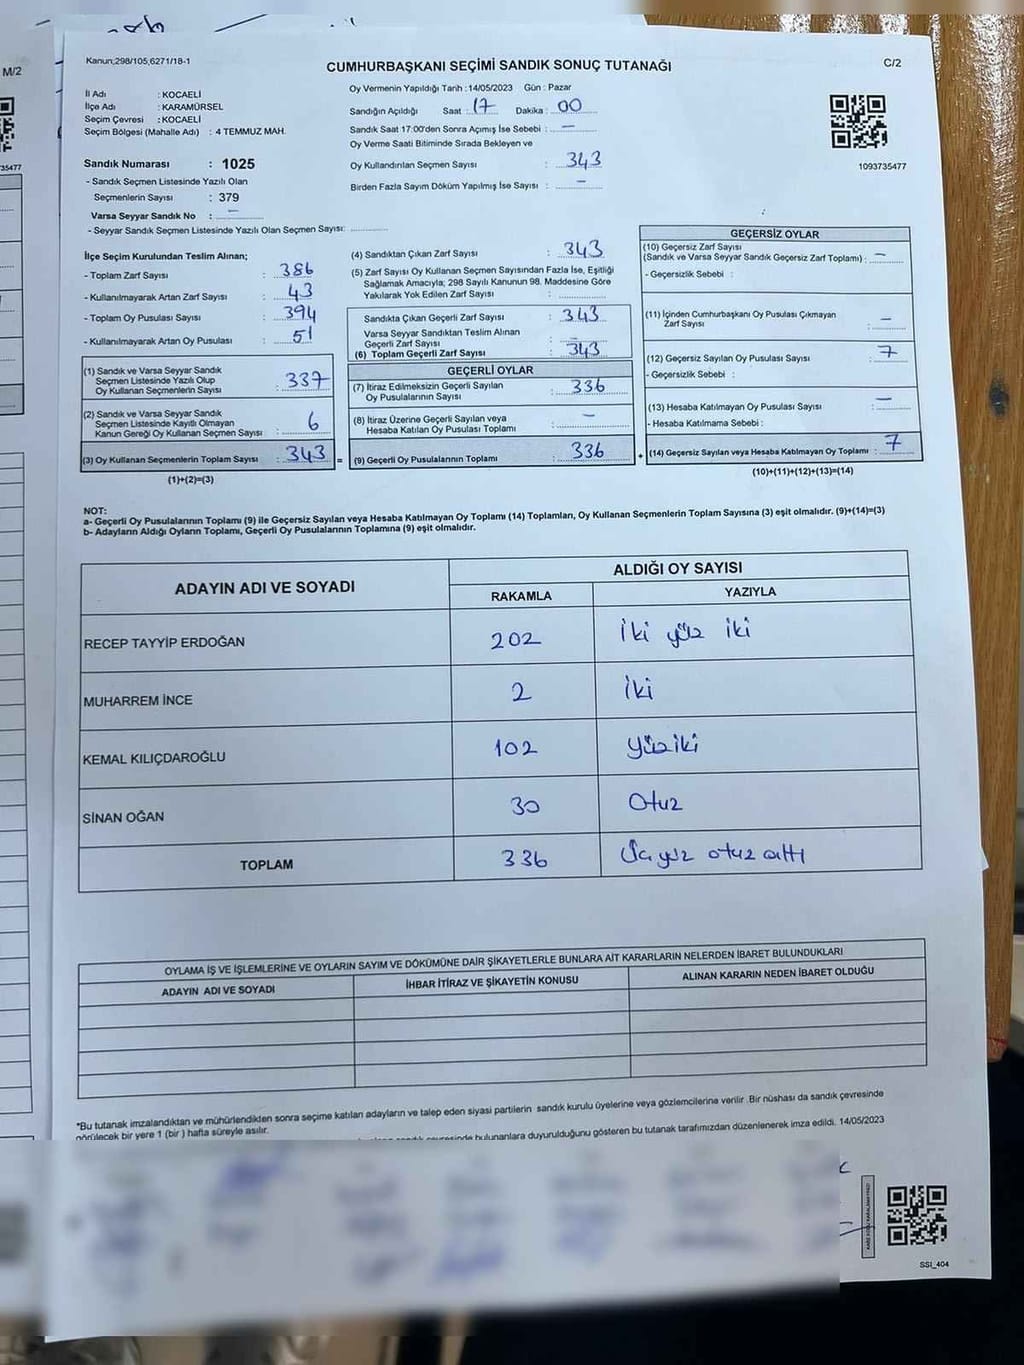 M/2
35477
Kanun;298/105,6271/18-1
CUMHURBAŞKANI SEÇİMİ SANDIK SONUÇ TUTANAĞI
C/2
İl Adı : KOCAELİ
İlçe Adı : KARAMÜRSEL
Seçim Çevresi : KOCAELİ
Seçim Bölgesi (Mahalle Adı) : 4 TEMMUZ MAH.
Sandık Numarası : 1025
- Sandık Seçmen Listesinde Yazılı Olan
Seçmenlerin Sayısı : 379
Varsa Seyyar Sandık No : –
- Seyyar Sandık Seçmen Listesinde Yazılı Olan Seçmen Sayısı:
Oy Vermenin Yapıldığı Tarih :14/05/2023 Gün : Pazar
Sandığın Açıldığı Saat : 17 Dakika : 00
Sandık Saat 17:00'den Sonra Açımış İse Sebebi : –
Oy Verme Saati Bitiminde Sırada Bekleyen ve
Oy Kullandırılan Seçmen Sayısı : 343
Birden Fazla Sayım Döküm Yapılmış İse Sayısı : –
1093735477
İlçe Seçim Kurulundan Teslim Alınan;
- Toplam Zarf Sayısı : 386
- Kullanılmayarak Artan Zarf Sayısı : 43
- Toplam Oy Pusulası Sayısı : 394
- Kullanılmayarak Artan Oy Pusulası : 51
(1) Sandık ve Varsa Seyyar Sandık
Seçmen Listesinde Yazılı Olup
Oy Kullanan Seçmenlerin Sayısı : 337
(2) Sandık ve Varsa Seyyar Sandık
Seçmen Listesinde Kayıtlı Olmayan
Kanun Gereği Oy Kullanan Seçmen Sayısı : 6
(3) Oy Kullanan Seçmenlerin Toplam Sayısı : 343 =
(1)+(2)=(3)
(4) Sandıktan Çıkan Zarf Sayısı : 343
(5) Zarf Sayısı Oy Kullanan Seçmen Sayısından Fazla İse, Eşitliği
Sağlamak Amacıyla; 298 Sayılı Kanunun 98. Maddesine Göre
Yakılarak Yok Edilen Zarf Sayısı :
Sandıkta Çıkan Geçerli Zarf Sayısı : 343
Varsa Seyyar Sandıktan Teslim Alınan
Geçerli Zarf Sayısı : –
(6) Toplam Geçerli Zarf Sayısı : 343
GEÇERLİ OYLAR
(7) İtiraz Edilmeksizin Geçerli Sayılan
Oy Pusulalarının Sayısı : 336
(8) İtiraz Üzerine Geçerli Sayılan veya
Hesaba Katılan Oy Pusulası Toplamı : –
(9) Geçerli Oy Pusulalarının Toplamı : 336 +
GEÇERSİZ OYLAR
(10) Geçersiz Zarf Sayısı
(Sandık ve Varsa Seyyar Sandık Geçersiz Zarf Toplamı) : –
- Geçersizlik Sebebi :
(11) İçinden Cumhurbaşkanı Oy Pusulası Çıkmayan
Zarf Sayısı : –
(12) Geçersiz Sayılan Oy Pusulası Sayısı : 7
- Geçersizlik Sebebi :
(13) Hesaba Katılmayan Oy Pusulası Sayısı : –
- Hesaba Katılmama Sebebi :
(14) Geçersiz Sayılan veya Hesaba Katılmayan Oy Toplamı : 7
(10)+(11)+(12)+(13)=(14)
NOT:
a- Geçerli Oy Pusulalarının Toplamı (9) ile Geçersiz Sayılan veya Hesaba Katılmayan Oy Toplamı (14) Toplamları, Oy Kullanan Seçmenlerin Toplam Sayısına (3) eşit olmalıdır. (9)+(14)=(3)
b- Adayların Aldığı Oyların Toplamı, Geçerli Oy Pusulalarının Toplamına (9) eşit olmalıdır.
ADAYIN ADI VE SOYADI
ALDIĞI OY SAYISI
RAKAMLA YAZIYLA
RECEP TAYYİP ERDOĞAN 202 İki yüz iki
MUHARREM İNCE 2 İki
KEMAL KILIÇDAROĞLU 102 Yüziki
SİNAN OĞAN 30 Otuz
TOPLAM 336 Üç yüz otuz altı
OYLAMA İŞ VE İŞLEMLERİNE VE OYLARIN SAYIM VE DÖKÜMÜNE DAİR ŞİKAYETLERLE BUNLARA AİT KARARLARIN NELERDEN İBARET BULUNDUKLARI
ADAYIN ADI VE SOYADI İHBAR İTİRAZ VE ŞİKAYETİN KONUSU ALINAN KARARIN NEDEN İBARET OLDUĞU
*Bu tutanak imzalandıktan ve mühürlendikten sonra seçime katılan adayların ve talep eden siyasi partilerin sandık kurulu üyelerine veya gözlemcilerine verilir .Bir nüshası da sandık çevresinde
görülecek bir yere 1 (bir ) hafta süreyle asılır.
sandık çevresinde bulunanlara duyurulduğunu gösteren bu tutanak tarafımızdan düzenlenerek imza edildi. 14/05/2023
SSI_404